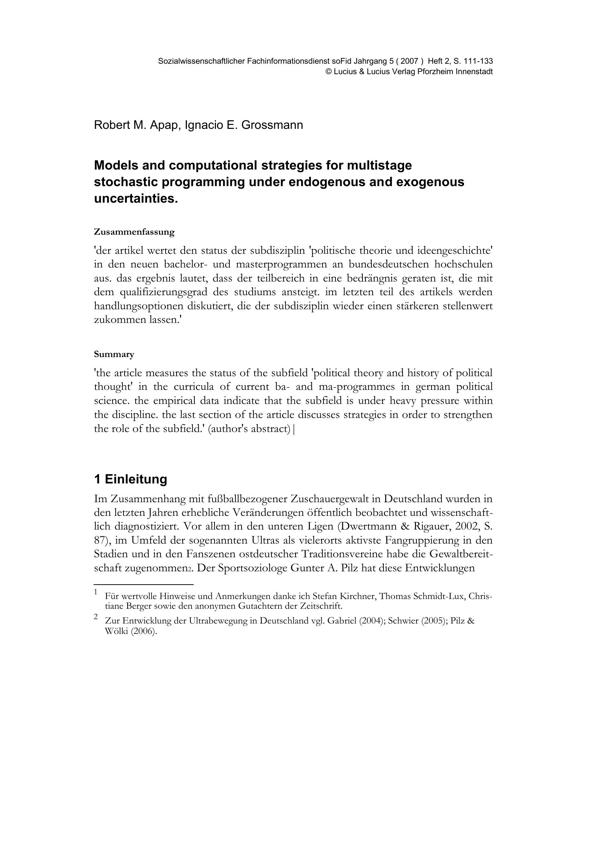 Sozialwissenschaftlicher Fachinformationsdienst soFid Jahrgang 5 ( 2007 ) Heft 2, S. 111-133
© Lucius & Lucius Verlag Pforzheim Innenstadt
Robert M. Apap, Ignacio E. Grossmann
Models and computational strategies for multistage
stochastic programming under endogenous and exogenous
uncertainties.
Zusammenfassung
'der artikel wertet den status der subdisziplin 'politische theorie und ideengeschichte'
in den neuen bachelor- und masterprogrammen an bundesdeutschen hochschulen
aus. das ergebnis lautet, dass der teilbereich in eine bedrängnis geraten ist, die mit
dem qualifizierungsgrad des studiums ansteigt. im letzten teil des artikels werden
handlungsoptionen diskutiert, die der subdisziplin wieder einen stärkeren stellenwert
zukommen lassen.'
Summary
'the article measures the status of the subfield 'political theory and history of political
thought' in the curricula of current ba- and ma-programmes in german political
science. the empirical data indicate that the subfield is under heavy pressure within
the discipline. the last section of the article discusses strategies in order to strengthen
the role of the subfield.' (author's abstract)|
1 Einleitung
Im Zusammenhang mit fußballbezogener Zuschauergewalt in Deutschland wurden in
den letzten Jahren erhebliche Veränderungen öffentlich beobachtet und wissenschaft-
lich diagnostiziert. Vor allem in den unteren Ligen (Dwertmann & Rigauer, 2002, S.
87), im Umfeld der sogenannten Ultras als vielerorts aktivste Fangruppierung in den
Stadien und in den Fanszenen ostdeutscher Traditionsvereine habe die Gewaltbereit-
schaft zugenommen2. Der Sportsoziologe Gunter A. Pilz hat diese Entwicklungen
1 Für wertvolle Hinweise und Anmerkungen danke ich Stefan Kirchner, Thomas Schmidt-Lux, Chris-
tiane Berger sowie den anonymen Gutachtern der Zeitschrift.
2 Zur Entwicklung der Ultrabewegung in Deutschland vgl. Gabriel (2004); Schwier (2005); Pilz &
Wölki (2006).